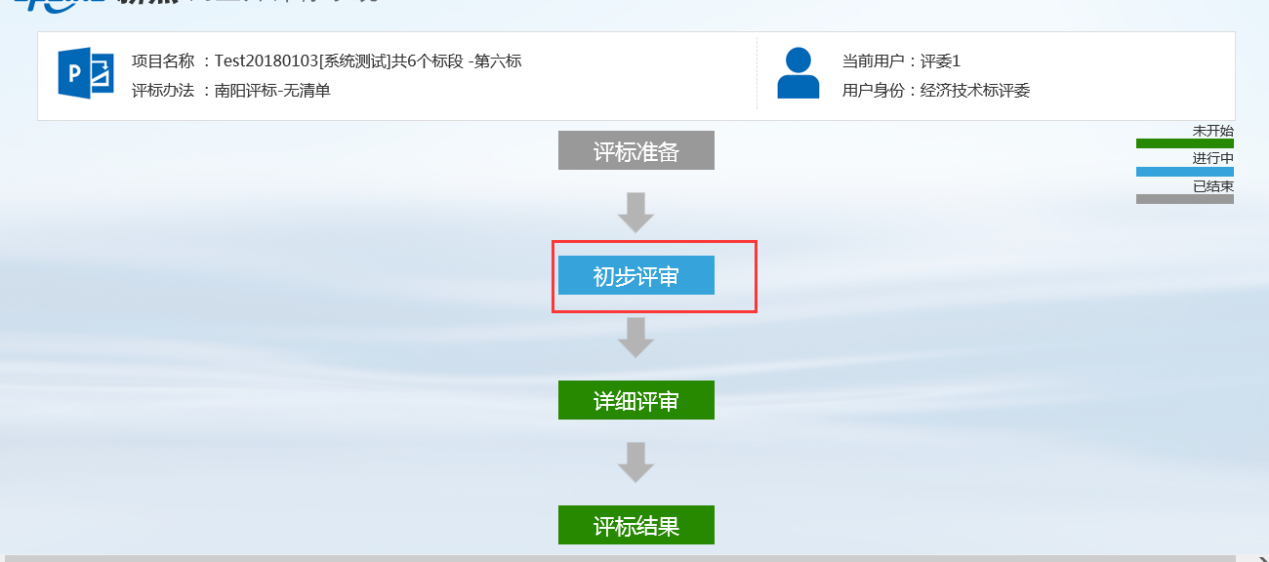 项目名称 ：Test20180103[系统测试]共6个标段 -第六标
评标办法 ：南阳评标-无清单
当前用户：评委1
用户身份：经济技术标评委
未开始
进行中
已结束
评标准备
初步评审
详细评审
评标结果